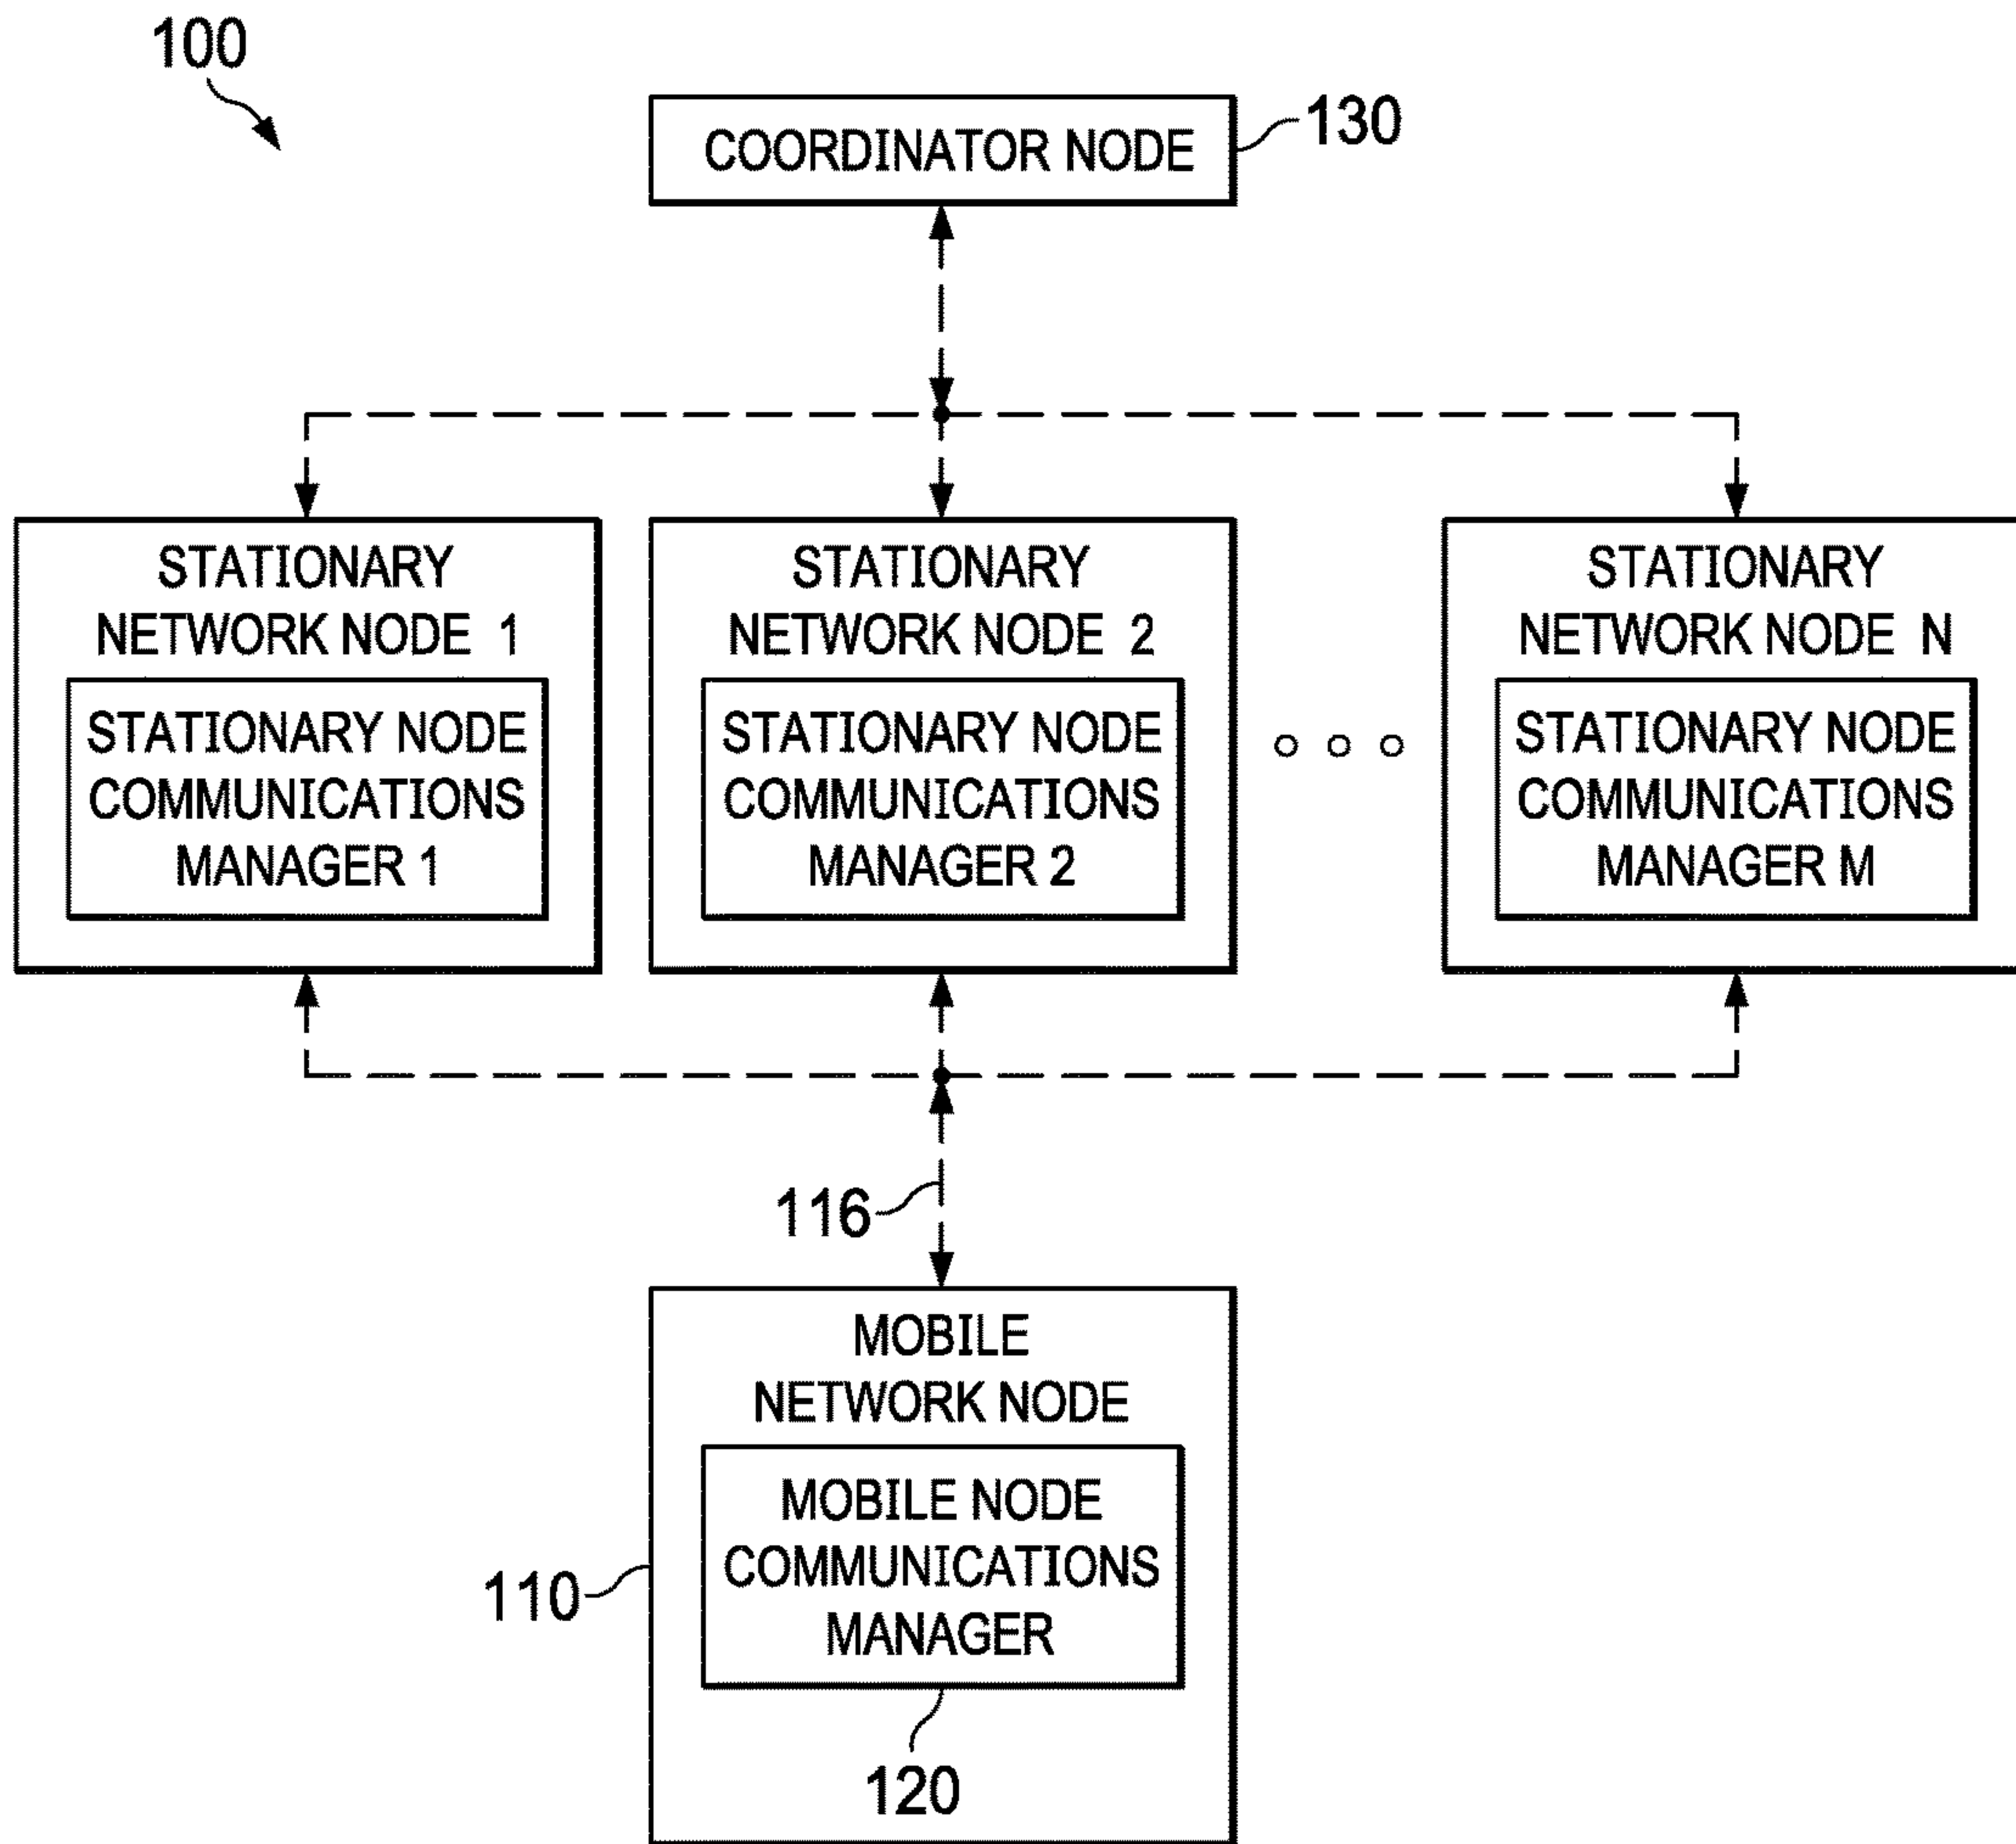 100
COORDINATOR NODE
130
STATIONARY
NETWORK NODE 1
STATIONARY NODE
COMMUNICATIONS
MANAGER 1
STATIONARY
NETWORK NODE 2
STATIONARY NODE
COMMUNICATIONS
MANAGER 2
STATIONARY
NETWORK NODE N
STATIONARY NODE
COMMUNICATIONS
MANAGER M
116
MOBILE
NETWORK NODE
MOBILE NODE
COMMUNICATIONS
MANAGER
110
120